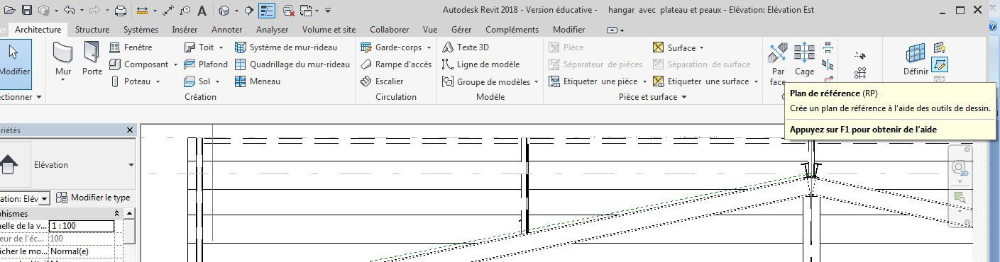 Autodesk Revit 2018 - Version éducative - hangar avec plateau et peaux - Elévation: Elévation Est
Architecture Structure Systèmes Insérer Annoter Analyser Volume et site Collaborer Vue Gérer Compléments Modifier
Modifier
Mur
Porte
Fenêtre
Composant
Poteau
Toit
Plafond
Sol
Système de mur-rideau
Quadrillage du mur-rideau
Meneau
Garde-corps
Rampe d'accès
Escalier
Texte 3D
Ligne de modèle
Groupe de modèles
Pièce
Séparateur de pièces
Etiqueter une pièce
Surface
Séparation de surface
Etiqueter une surface
Par
face
Cage
Définir
ectionner
Création
Circulation
Modèle
Pièce et surface
Plan de référence (RP)
Crée un plan de référence à l'aide des outils de dessin.
Appuyez sur F1 pour obtenir de l'aide
priétés
Elévation
ation: Elév
Modifier le type
phismes
helle de la v... 1 : 100
eur de l'éc... 100
ficher le mo... Normal(e)
2D